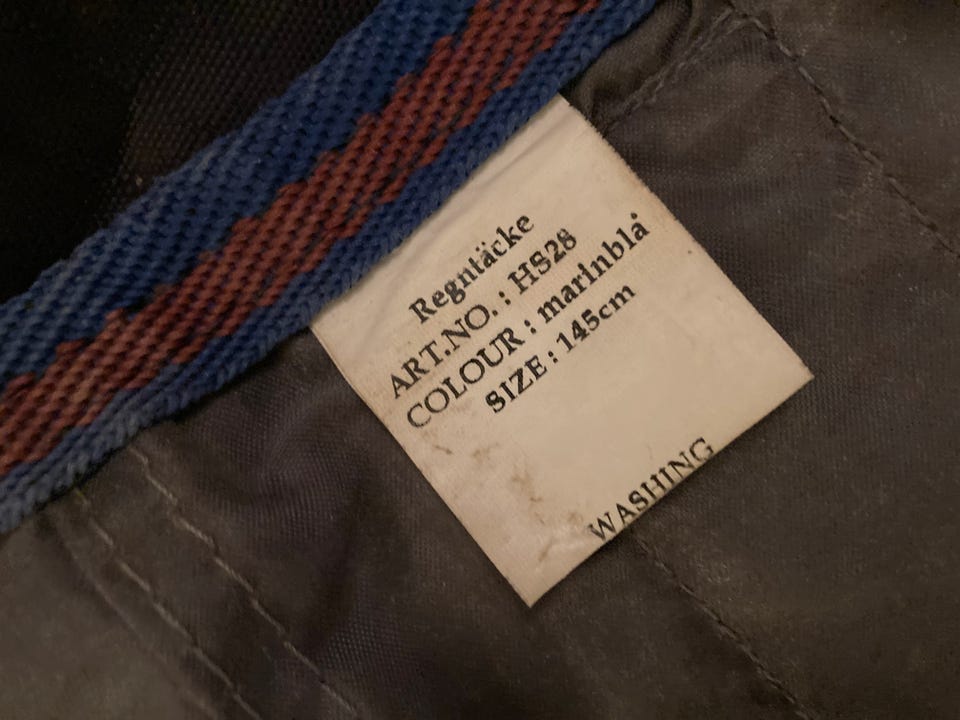 Regntäcke
ART.NO.: HS28
COLOUR : marinblå
SIZE : 145cm
WASHING